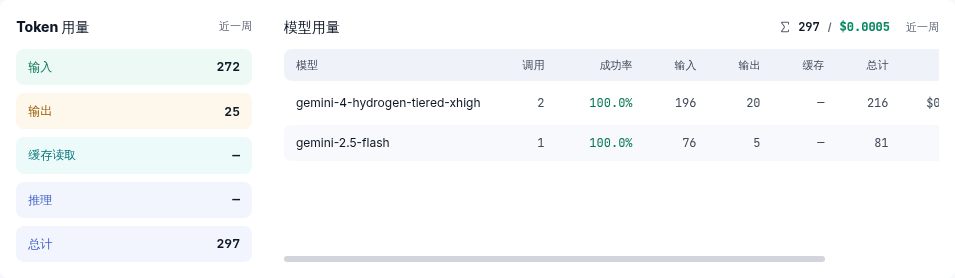 Token 用量 近一周
输入 272
输出 25
缓存读取 —
推理 —
总计 297
模型用量 Σ 297 / $0.0005 近一周
模型 调用 成功率 输入 输出 缓存 总计
gemini-4-hydrogen-tiered-xhigh 2 100.0% 196 20 — 216 $0
gemini-2.5-flash 1 100.0% 76 5 — 81